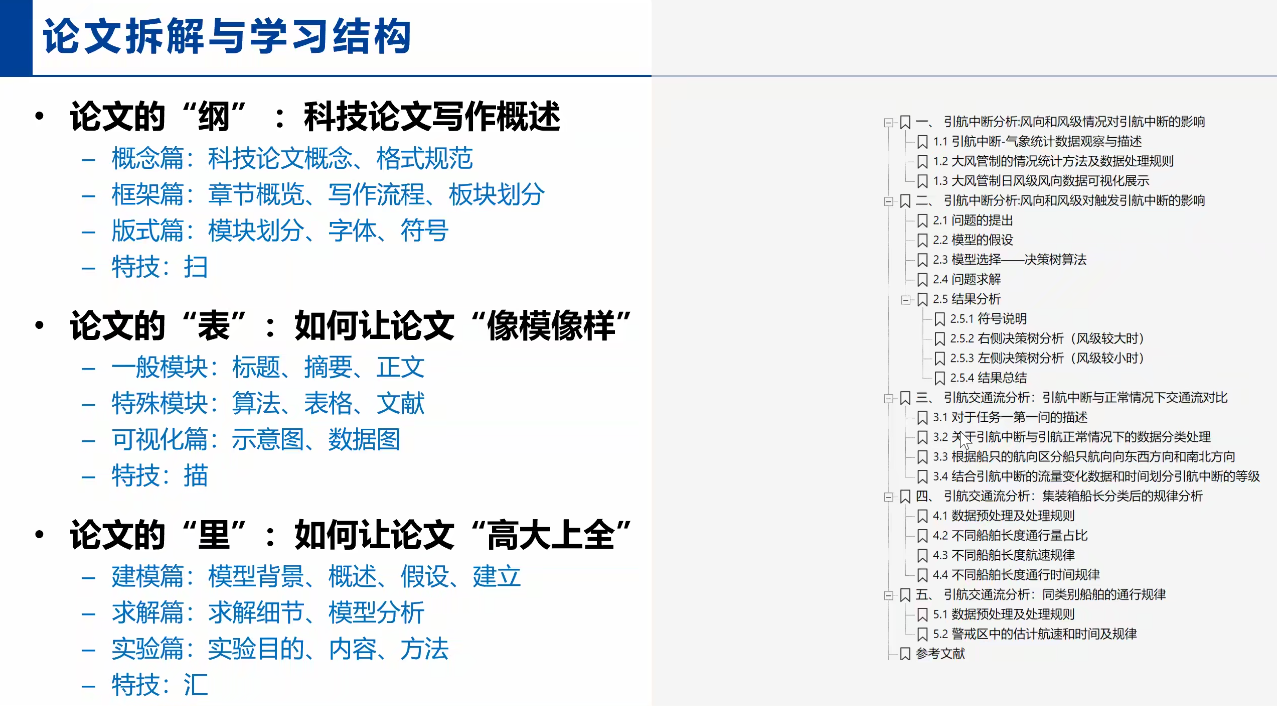 论文拆解与学习结构
• 论文的“纲”：科技论文写作概述
– 概念篇：科技论文概念、格式规范
– 框架篇：章节概览、写作流程、板块划分
– 版式篇：模块划分、字体、符号
– 特技：扫
• 论文的“表”：如何让论文“像模像样”
– 一般模块：标题、摘要、正文
– 特殊模块：算法、表格、文献
– 可视化篇：示意图、数据图
– 特技：描
• 论文的“里”：如何让论文“高大上全”
– 建模篇：模型背景、概述、假设、建立
– 求解篇：求解细节、模型分析
– 实验篇：实验目的、内容、方法
– 特技：汇
一、 引航中断分析:风向和风级情况对引航中断的影响
1.1 引航中断-气象统计数据观察与描述
1.2 大风管制的情况统计方法及数据处理规则
1.3 大风管制日风级风向数据可视化展示
二、 引航中断分析:风向和风级对触发引航中断的影响
2.1 问题的提出
2.2 模型的假设
2.3 模型选择——决策树算法
2.4 问题求解
2.5 结果分析
2.5.1 符号说明
2.5.2 右侧决策树分析（风级较大时）
2.5.3 左侧决策树分析（风级较小时）
2.5.4 结果总结
三、 引航交通流分析：引航中断与正常情况下交通流对比
3.1 对于任务一第一问的描述
3.2 关于引航中断与引航正常情况下的数据分类处理
3.3 根据船只的航向区分船只航向向东西方向和南北方向
3.4 结合引航中断的流量变化数据和时间划分引航中断的等级
四、 引航交通流分析：集装箱船长分类后的规律分析
4.1 数据预处理及处理规则
4.2 不同船舶长度通行量占比
4.3 不同船舶长度航速规律
4.4 不同船舶长度通行时间规律
五、 引航交通流分析：同类别船舶的通行规律
5.1 数据预处理及处理规则
5.2 警戒区中的估计航速和时间及规律
参考文献